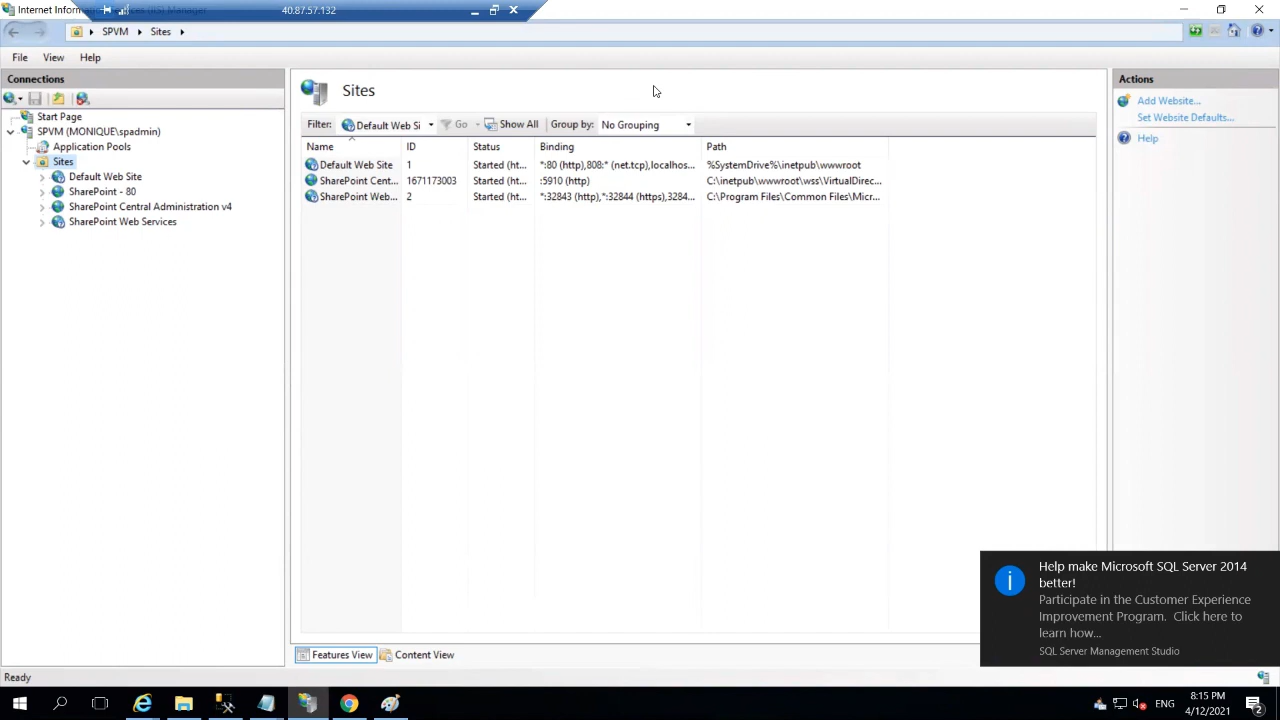 Internet Information Services (IIS) Manager
40.87.57.132
SPVM
Sites
File View Help
Connections
Start Page
SPVM (MONIQUE\spadmin)
Application Pools
Sites
Default Web Site
SharePoint - 80
SharePoint Central Administration v4
SharePoint Web Services
Sites
Filter: Default Web Si Go Show All Group by: No Grouping
Name ID Status Binding Path
Default Web Site 1 Started (ht... *:80 (http),808:* (net.tcp),localhos... %SystemDrive%\inetpub\wwwroot
SharePoint Cent... 1671173003 Started (ht... :5910 (http) C:\inetpub\wwwroot\wss\VirtualDirec...
SharePoint Web... 2 Started (ht... *:32843 (http),*:32844 (https),3284... C:\Program Files\Common Files\Micr...
Features View Content View
Actions
Add Website...
Set Website Defaults...
Help
Help make Microsoft SQL Server 2014
better!
Participate in the Customer Experience
Improvement Program. Click here to
learn how...
SQL Server Management Studio
Ready
ENG
8:15 PM
4/12/2021
2